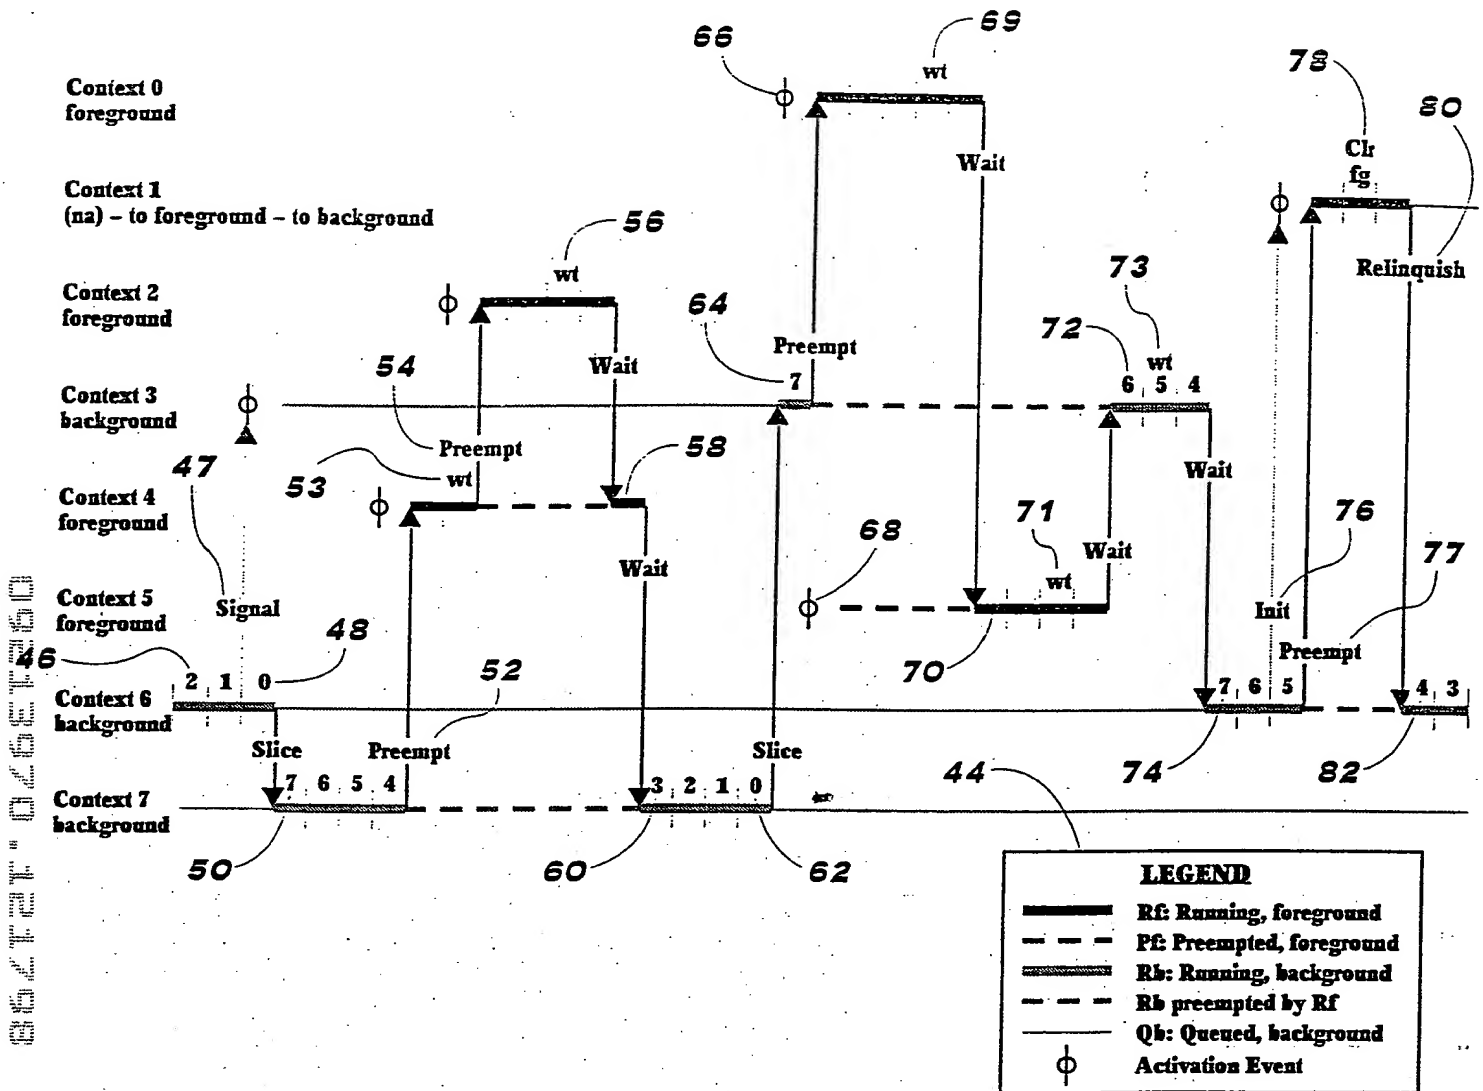 66
69
78
80
wt
Context 0
foreground
Clr
fg
Wait
Context 1
(na) – to foreground – to background
56
wt
73
Relinquish
Context 2
foreground
64
72
54
Preempt
wt
Wait
7
6 5 4
Context 3
background
Preempt
58
47
53
wt
Wait
Context 4
foreground
71
76
68
77
Wait
Wait
wt
Context 5
foreground
Signal
Init
46
48
Preempt
52
70
2 1 0
7 6 5
4 3
Context 6
background
Slice
Preempt
Slice
44
74
82
7 6 5 4
3 2 1 0
Context 7
background
50
60
62
LEGEND
Rf: Running, foreground
Pf: Preempted, foreground
Rb: Running, background
Rb preempted by Rf
Qb: Queued, background
Activation Event